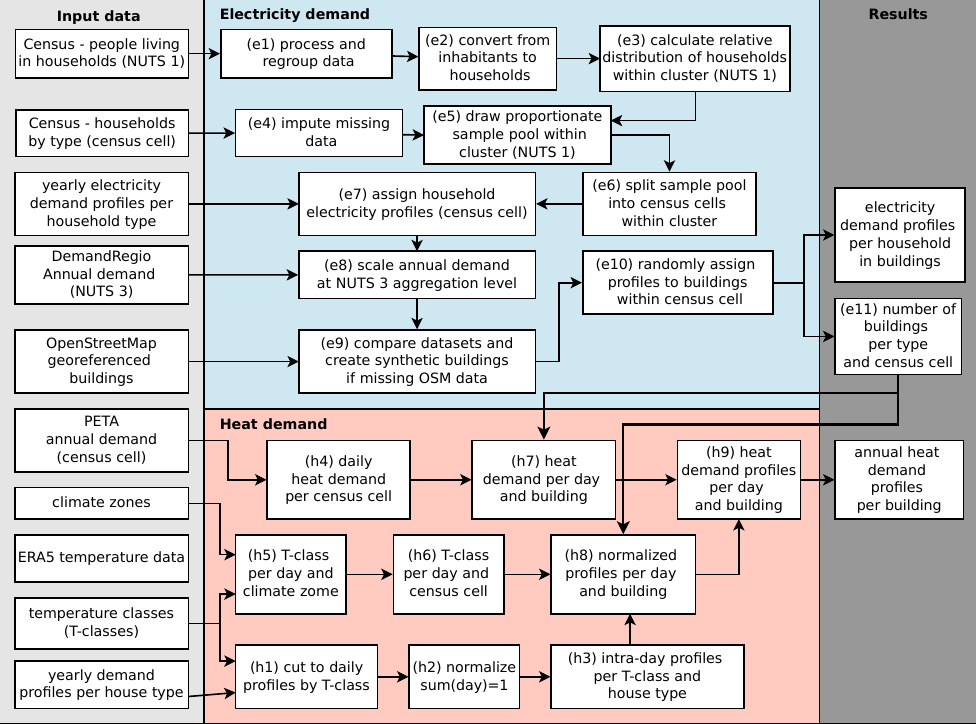 Input data
Census - people living
in households (NUTS 1)
Census - households
by type (census cell)
yearly electricity
demand profiles per
household type
DemandRegio
Annual demand
(NUTS 3)
OpenStreetMap
georeferenced
buildings
PETA
annual demand
(census cell)
climate zones
ERA5 temperature data
temperature classes
(T-classes)
yearly demand
profiles per house type
Electricity demand
(e1) process and
regroup data
(e2) convert from
inhabitants to
households
(e3) calculate relative
distribution of households
within cluster (NUTS 1)
(e4) impute missing
data
(e5) draw proportionate
sample pool within
cluster (NUTS 1)
(e6) split sample pool
into census cells
within cluster
(e7) assign household
electricity profiles (census cell)
(e8) scale annual demand
at NUTS 3 aggregation level
(e9) compare datasets and
create synthetic buildings
if missing OSM data
(e10) randomly assign
profiles to buildings
within census cell
Heat demand
(h4) daily
heat demand
per census cell
(h7) heat
demand per day
and building
(h9) heat
demand profiles
per day
and building
(h5) T-class
per day and
climate zome
(h6) T-class
per day and
census cell
(h8) normalized
profiles per day
and building
(h1) cut to daily
profiles by T-class
(h2) normalize
sum(day)=1
(h3) intra-day profiles
per T-class and
house type
Results
electricity
demand profiles
per household
in buildings
(e11) number of
buildings
per type
and census cell
annual heat
demand
profiles
per building